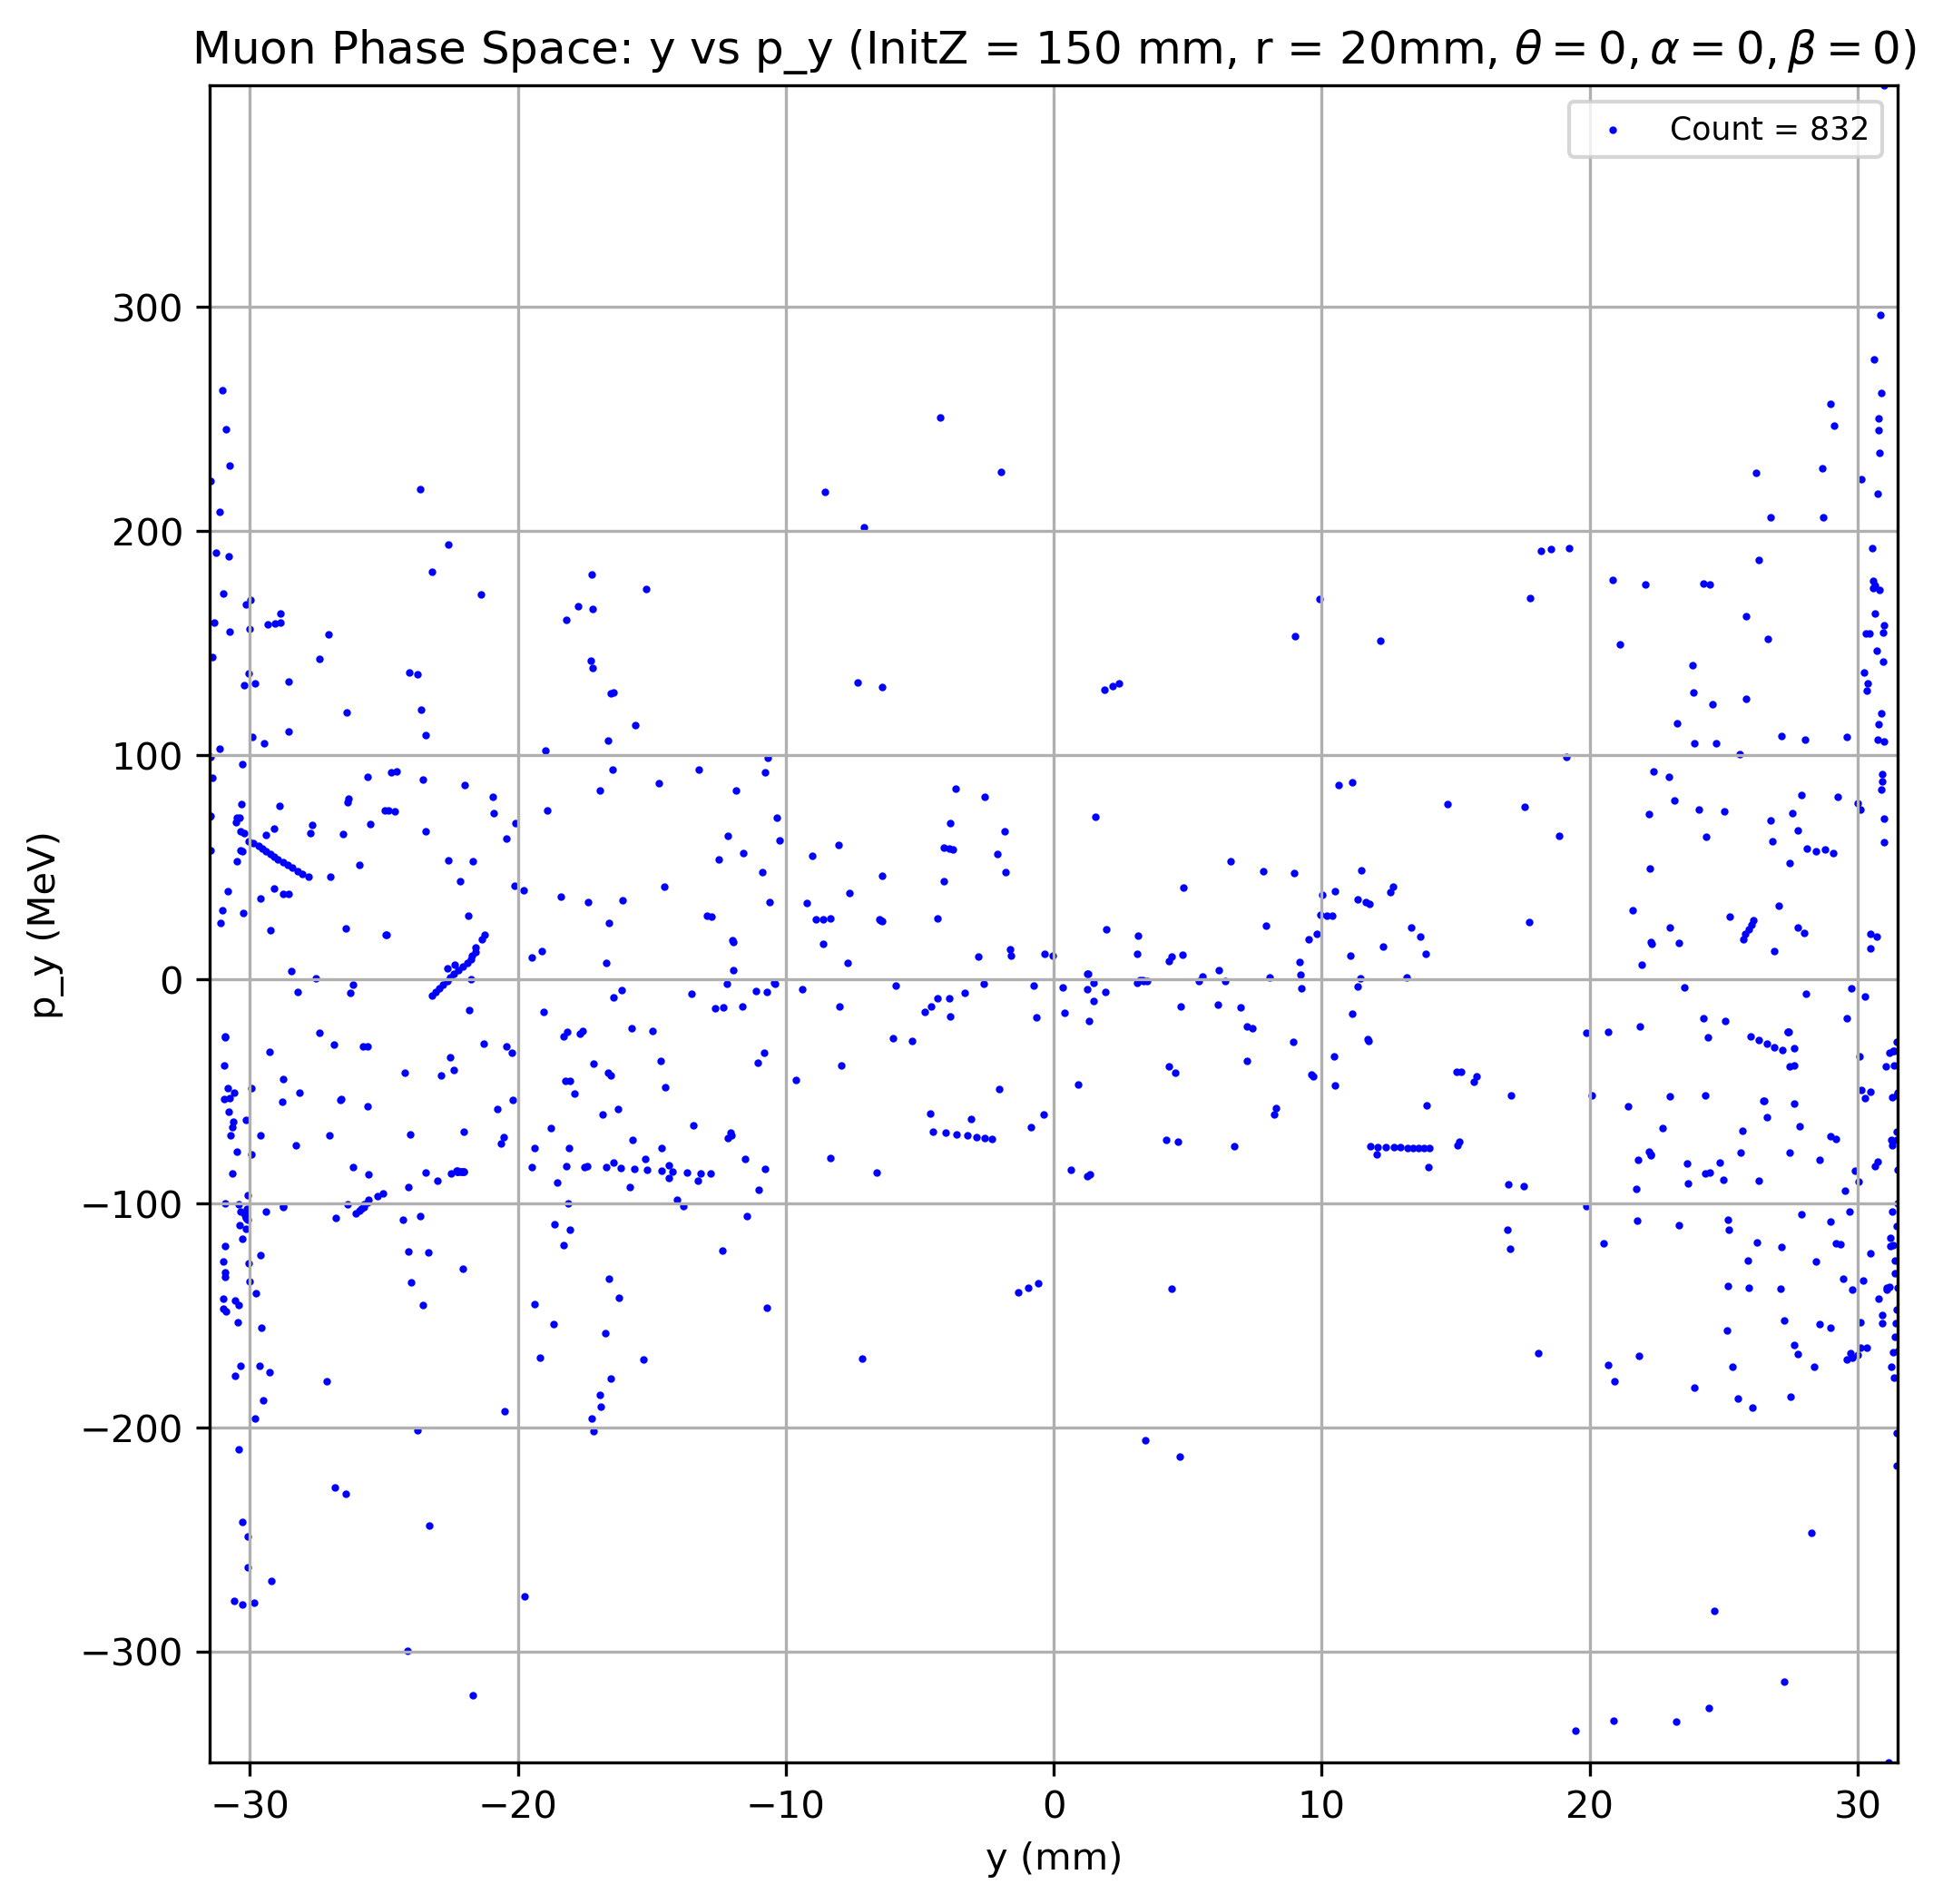 Muon Phase Space: y vs p_y (InitZ = 150 mm, r = 20mm, θ = 0, α = 0, β = 0)
Count = 832
p_y (MeV)
300
200
100
0
−100
−200
−300
−30 −20 −10 0 10 20 30
y (mm)